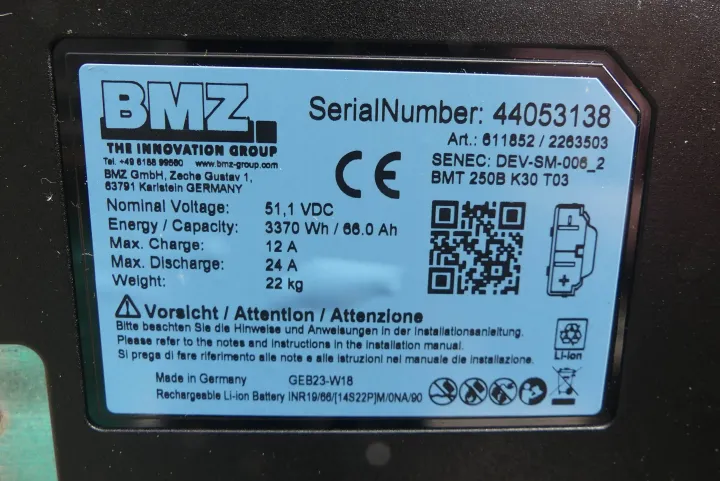 BMZ
THE INNOVATION GROUP
Tel. +49 6188 99560 www.bmz-group.com
BMZ GmbH, Zeche Gustav 1,
63791 Karlstein GERMANY
SerialNumber: 44053138
Art.: 611852 / 2263503
CE
SENEC: DEV-SM-006_2
BMT 250B K30 T03
Nominal Voltage: 51,1 VDC
Energy / Capacity: 3370 Wh / 66.0 Ah
Max. Charge: 12 A
Max. Discharge: 24 A
Weight: 22 kg
Vorsicht / Attention / Attenzione
Bitte beachten Sie die Hinweise und Anweisungen in der Installationsanleitung.
Please refer to the notes and instructions in the installation manual.
Si prega di fare riferimento alle note e alle istruzioni nel manuale die installazione.
Li-ion
Made in Germany GEB23-W18
Rechargeable Li-ion Battery INR19/66/[14S22P]M/0NA/90